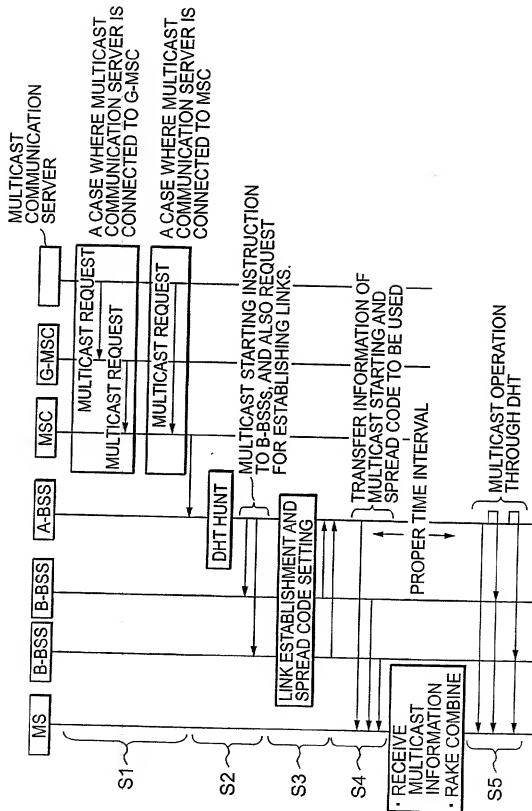 MULTICAST
COMMUNICATION
SERVER
MS
B-BSS
B-BSS
A-BSS
MSC
G-MSC
S1
MULTICAST REQUEST
MULTICAST REQUEST
A CASE WHERE MULTICAST
COMMUNICATION SERVER IS
CONNECTED TO G-MSC
MULTICAST REQUEST
A CASE WHERE MULTICAST
COMMUNICATION SERVER IS
CONNECTED TO MSC
S2
DHT HUNT
MULTICAST STARTING INSTRUCTION
TO B-BSSs, AND ALSO REQUEST
FOR ESTABLISHING LINKS.
S3
LINK ESTABLISHMENT AND
SPREAD CODE SETTING
S4
TRANSFER INFORMATION OF
MULTICAST STARTING AND
SPREAD CODE TO BE USED
PROPER TIME INTERVAL
· RECEIVE
MULTICAST
INFORMATION
· RAKE COMBINE
S5
MULTICAST OPERATION
THROUGH DHT